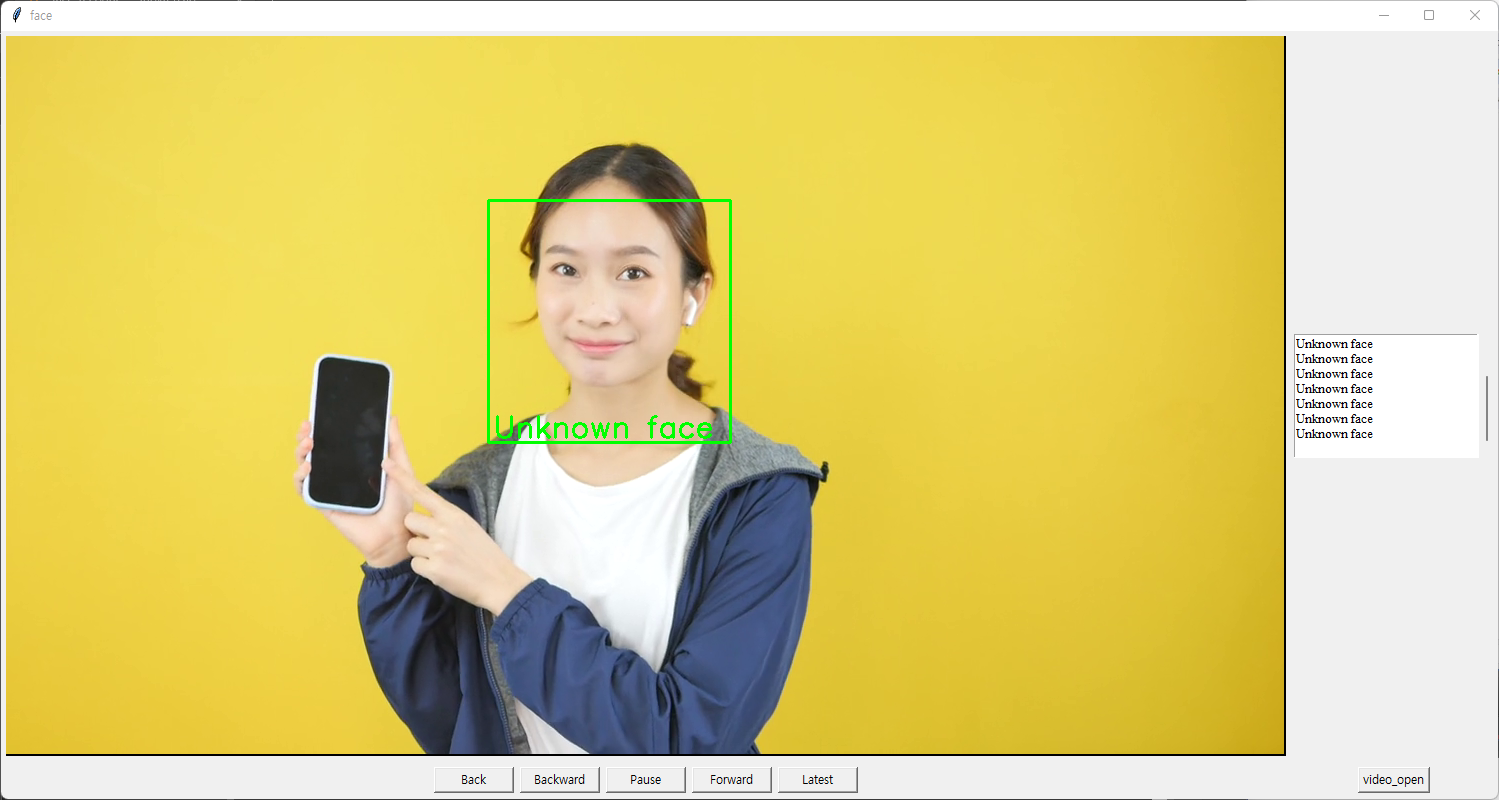 face
Unknown face
Unknown face
Unknown face
Unknown face
Unknown face
Unknown face
Unknown face
Unknown face
Back
Backward
Pause
Forward
Latest
video_open